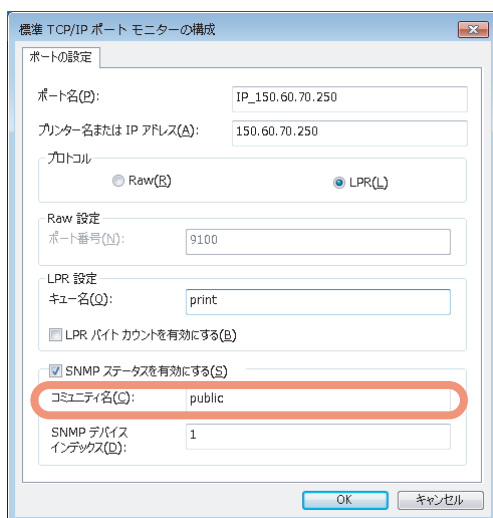 標準 TCP/IP ポート モニターの構成
ポートの設定
ポート名(P): IP_150.60.70.250
プリンター名または IP アドレス(A): 150.60.70.250
プロトコル
Raw(R) LPR(L)
Raw 設定
ポート番号(N): 9100
LPR 設定
キュー名(Q): print
LPR バイト カウントを有効にする(B)
SNMP ステータスを有効にする(S)
コミュニティ名(C): public
SNMP デバイス 1
インデックス(D):
OK キャンセル